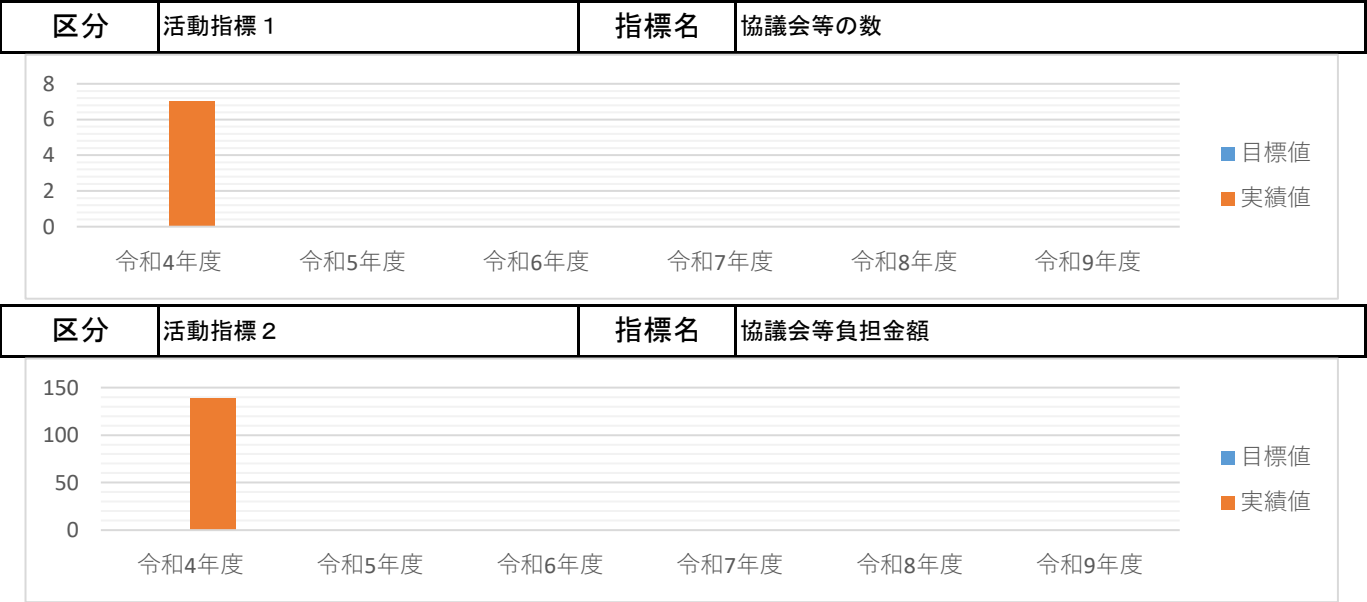 区分 活動指標１ 指標名 協議会等の数
8
6
4
2
0
令和4年度 令和5年度 令和6年度 令和7年度 令和8年度 令和9年度
目標値
実績値
区分 活動指標２ 指標名 協議会等負担金額
150
100
50
0
令和4年度 令和5年度 令和6年度 令和7年度 令和8年度 令和9年度
目標値
実績値